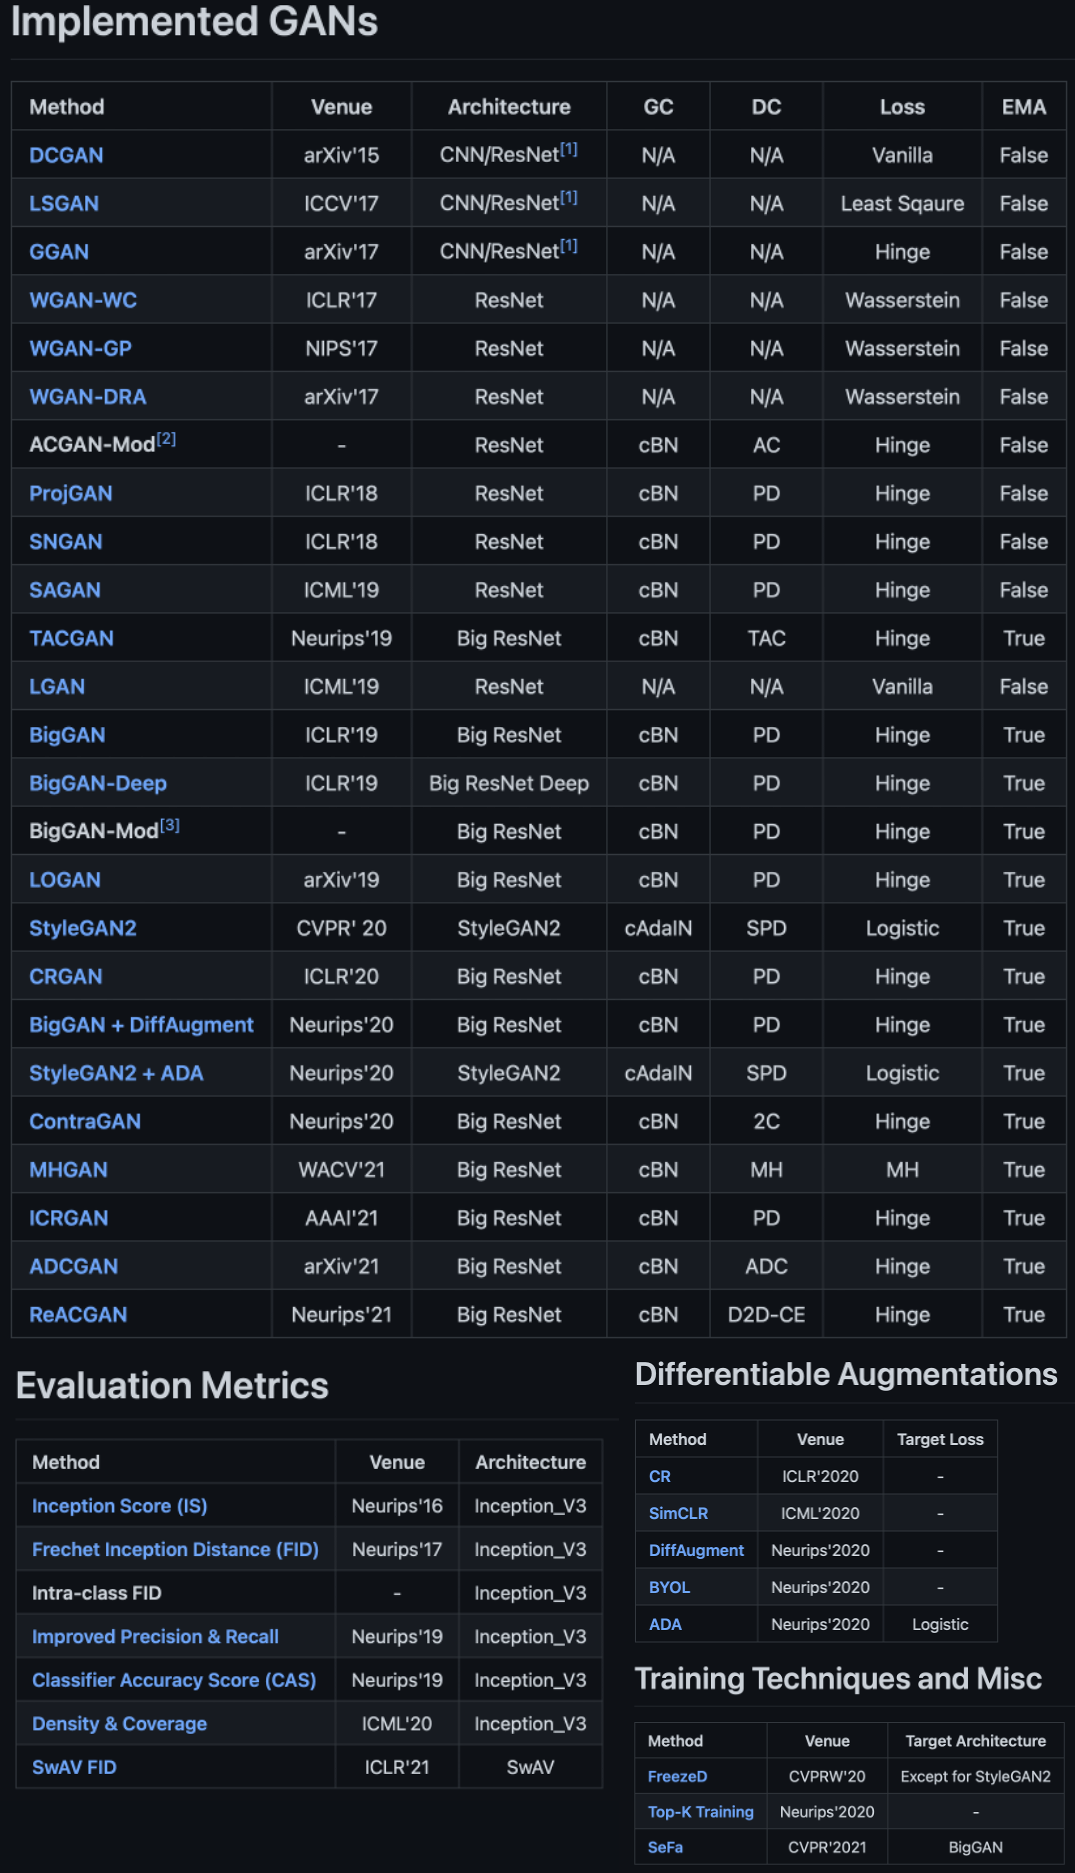 Implemented GANs
Method Venue Architecture GC DC Loss EMA
DCGAN arXiv'15 CNN/ResNet[1] N/A N/A Vanilla False
LSGAN ICCV'17 CNN/ResNet[1] N/A N/A Least Sqaure False
GGAN arXiv'17 CNN/ResNet[1] N/A N/A Hinge False
WGAN-WC ICLR'17 ResNet N/A N/A Wasserstein False
WGAN-GP NIPS'17 ResNet N/A N/A Wasserstein False
WGAN-DRA arXiv'17 ResNet N/A N/A Wasserstein False
ACGAN-Mod[2] - ResNet cBN AC Hinge False
ProjGAN ICLR'18 ResNet cBN PD Hinge False
SNGAN ICLR'18 ResNet cBN PD Hinge False
SAGAN ICML'19 ResNet cBN PD Hinge False
TACGAN Neurips'19 Big ResNet cBN TAC Hinge True
LGAN ICML'19 ResNet N/A N/A Vanilla False
BigGAN ICLR'19 Big ResNet cBN PD Hinge True
BigGAN-Deep ICLR'19 Big ResNet Deep cBN PD Hinge True
BigGAN-Mod[3] - Big ResNet cBN PD Hinge True
LOGAN arXiv'19 Big ResNet cBN PD Hinge True
StyleGAN2 CVPR' 20 StyleGAN2 cAdaIN SPD Logistic True
CRGAN ICLR'20 Big ResNet cBN PD Hinge True
BigGAN + DiffAugment Neurips'20 Big ResNet cBN PD Hinge True
StyleGAN2 + ADA Neurips'20 StyleGAN2 cAdaIN SPD Logistic True
ContraGAN Neurips'20 Big ResNet cBN 2C Hinge True
MHGAN WACV'21 Big ResNet cBN MH MH True
ICRGAN AAAI'21 Big ResNet cBN PD Hinge True
ADCGAN arXiv'21 Big ResNet cBN ADC Hinge True
ReACGAN Neurips'21 Big ResNet cBN D2D-CE Hinge True
Evaluation Metrics
Method Venue Architecture
Inception Score (IS) Neurips'16 Inception_V3
Frechet Inception Distance (FID) Neurips'17 Inception_V3
Intra-class FID - Inception_V3
Improved Precision & Recall Neurips'19 Inception_V3
Classifier Accuracy Score (CAS) Neurips'19 Inception_V3
Density & Coverage ICML'20 Inception_V3
SwAV FID ICLR'21 SwAV
Differentiable Augmentations
Method Venue Target Loss
CR ICLR'2020 -
SimCLR ICML'2020 -
DiffAugment Neurips'2020 -
BYOL Neurips'2020 -
ADA Neurips'2020 Logistic
Training Techniques and Misc
Method Venue Target Architecture
FreezeD CVPRW'20 Except for StyleGAN2
Top-K Training Neurips'2020 -
SeFa CVPR'2021 BigGAN